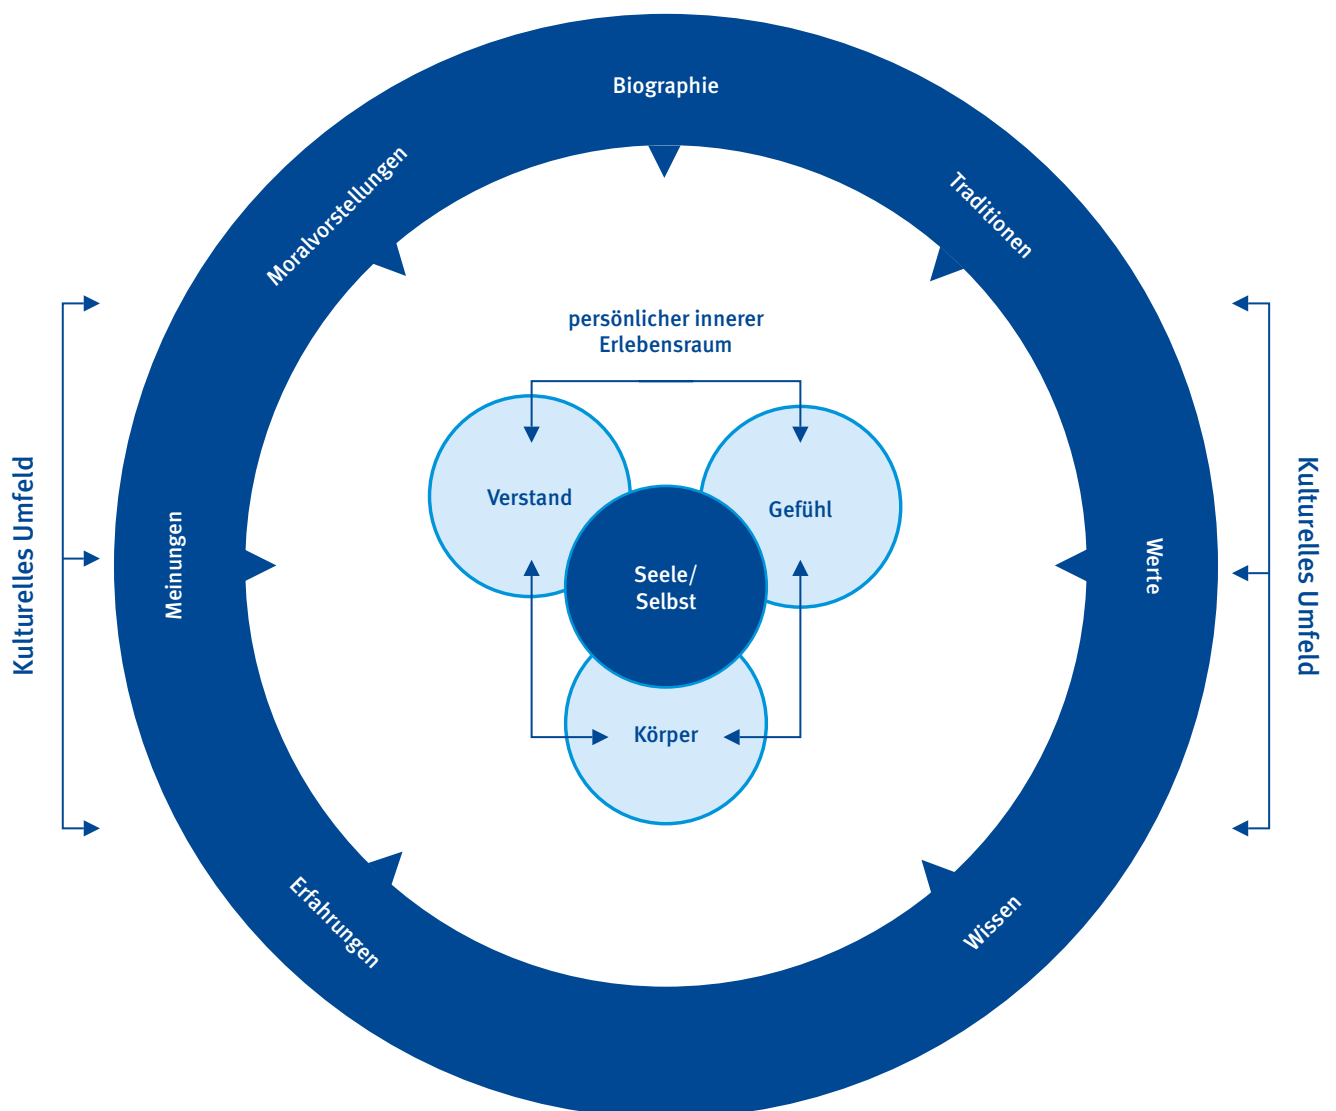 Biographie
Moralvorstellungen
Traditionen
persönlicher innerer
Erlebensraum
Kulturelles Umfeld
Meinungen
Verstand
Gefühl
Seele/
Selbst
Werte
Kulturelles Umfeld
Körper
Erfahrungen
Wissen